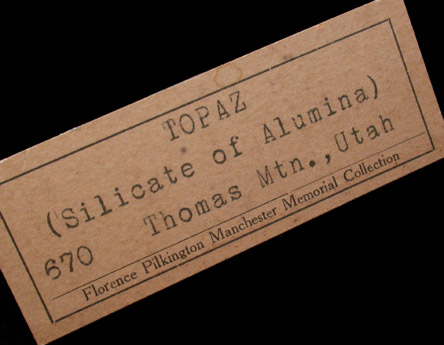 TOPAZ
(Silicate of Alumina)
670 Thomas Mtn., Utah
Florence Pilkington Manchester Memorial Collection